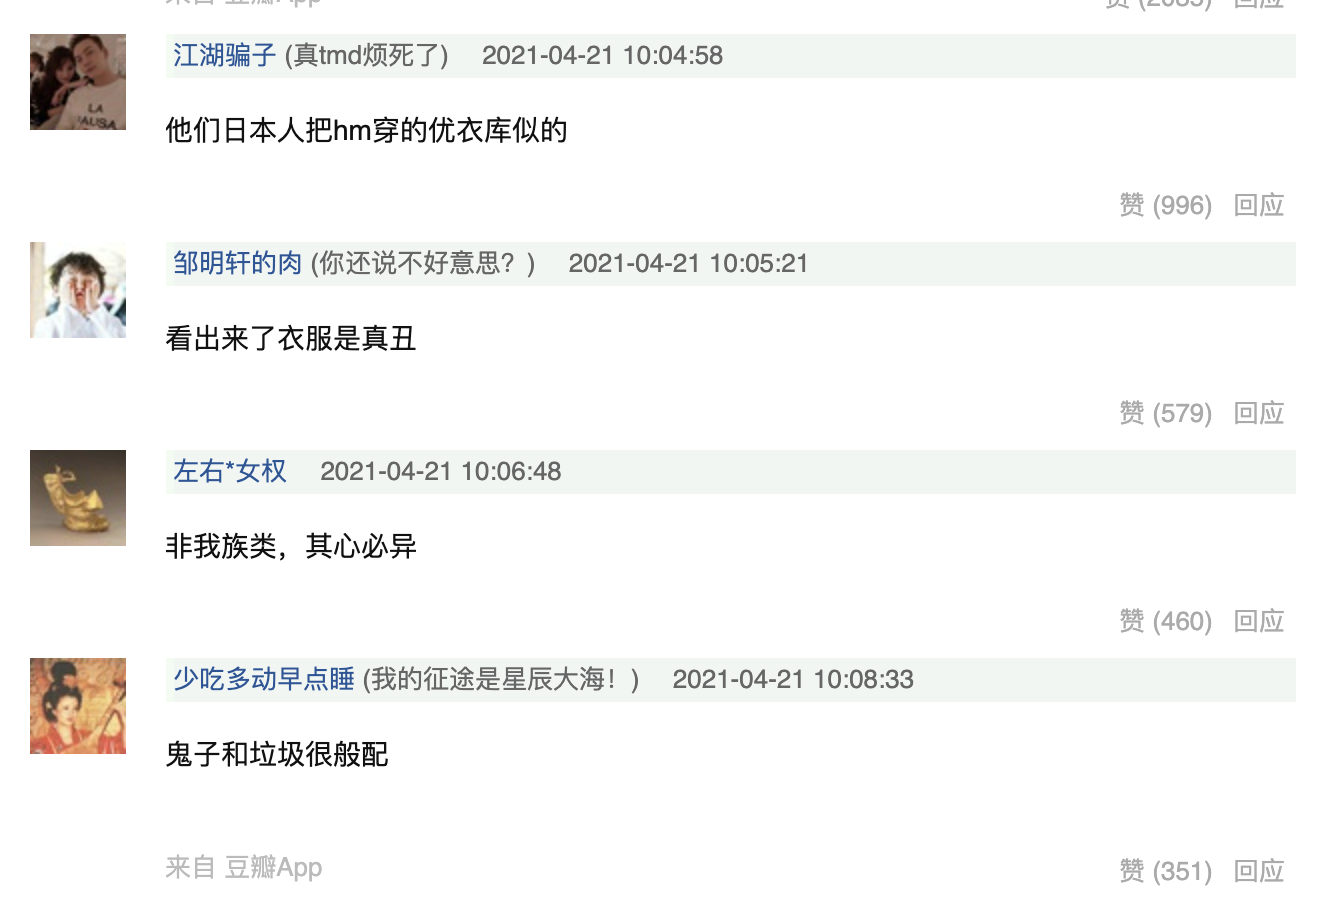 来自 豆瓣App
赞 (2685) 回应
江湖骗子 (真tmd烦死了) 2021-04-21 10:04:58
LA
他们日本人把hm穿的优衣库似的
赞 (996) 回应
邹明轩的肉 (你还说不好意思？) 2021-04-21 10:05:21
看出来了衣服是真丑
赞 (579) 回应
左右*女权 2021-04-21 10:06:48
非我族类，其心必异
赞 (460) 回应
少吃多动早点睡 (我的征途是星辰大海！) 2021-04-21 10:08:33
鬼子和垃圾很般配
来自 豆瓣App
赞 (351) 回应